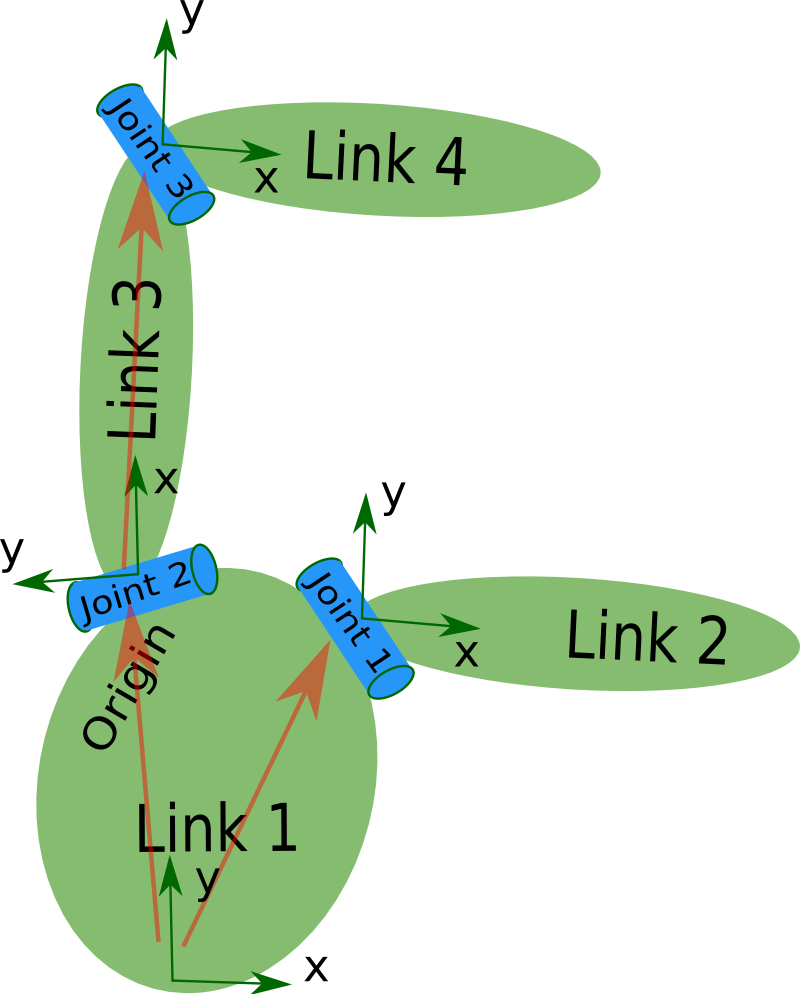 y
Joint 3
x
Link 4
Link 3
x
y
y
Joint 2
Joint 1
x
Link 2
Origin
Link 1
y
x